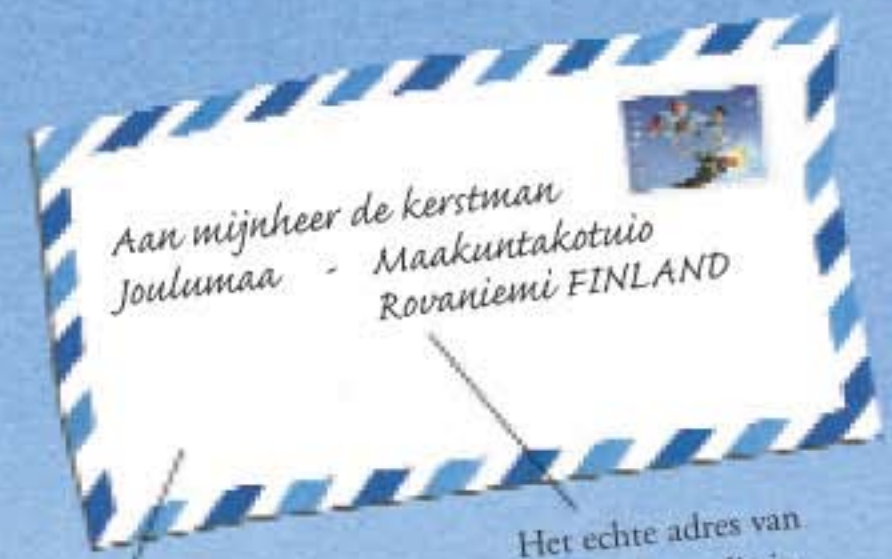 Aan mijnheer de kerstman
Joulumaa - Maakuntakotuio
Rovaniemi FINLAND
Het echte adres van